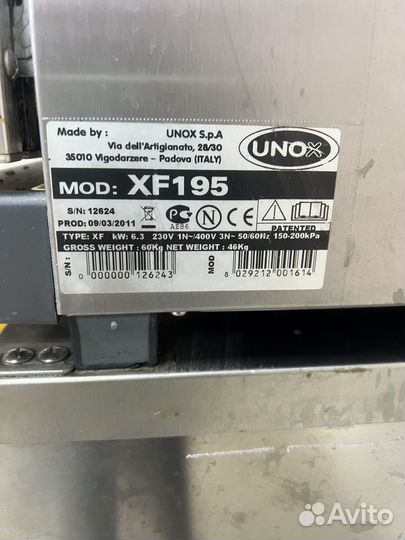 Made by :
UNOX S.p.A
Via dell'Artigianato, 28/30
35010 Vigodarzere – Padova (ITALY)
UNOX
MOD: XF195
S/N: 12624
PROD: 09/03/2011
АЕ86
CE
PATENTED
TYPE: XF kW: 6.3 230V 1N~/400V 3N~ 50/60Hz 150-200kPa
GROSS WEIGHT : 60Kg NET WEIGHT : 46Kg
S/N :
0 000000 126243
MOD
8 029212 001614
Avito